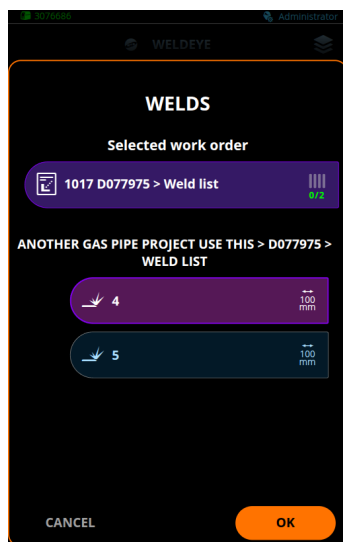 3076686
Administrator
WELDEYE
WELDS
Selected work order
1017 D077975 > Weld list
0/2
ANOTHER GAS PIPE PROJECT USE THIS > D077975 >
WELD LIST
4
100
mm
5
100
mm
CANCEL
OK